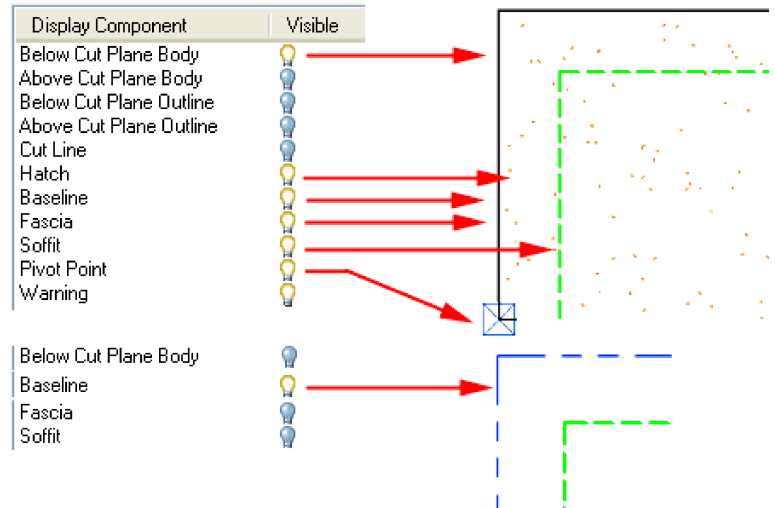 Display Component Visible
Below Cut Plane Body
Above Cut Plane Body
Below Cut Plane Outline
Above Cut Plane Outline
Cut Line
Hatch
Baseline
Fascia
Soffit
Pivot Point
Warning
Below Cut Plane Body
Baseline
Fascia
Soffit